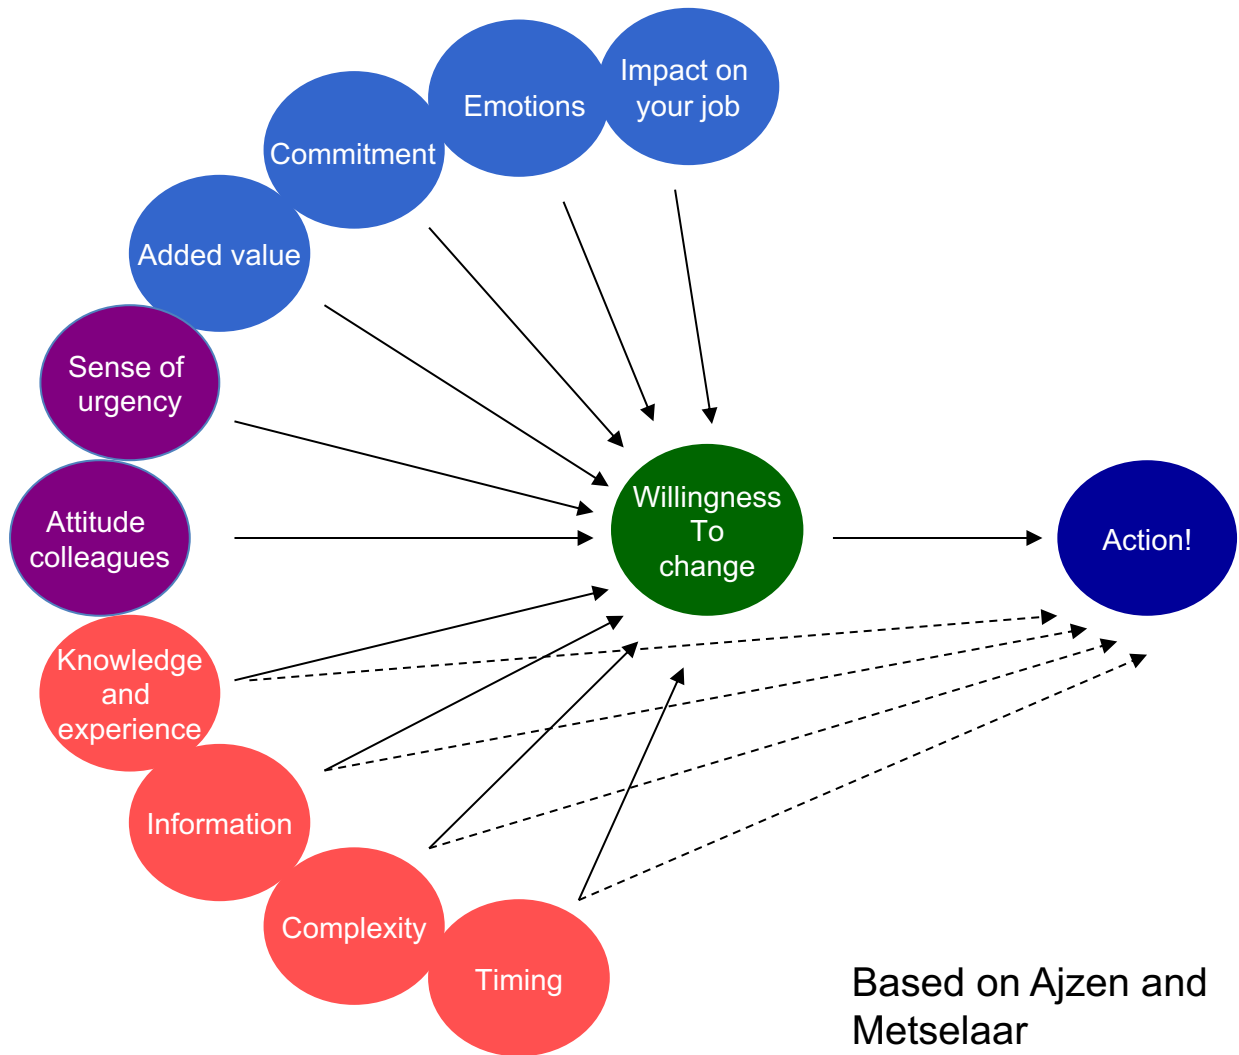 Impact on
your job
Emotions
Commitment
Added value
Sense of
urgency
Attitude
colleagues
Knowledge
and
experience
Information
Complexity
Timing
Willingness
To
change
Action!
Based on Ajzen and
Metselaar